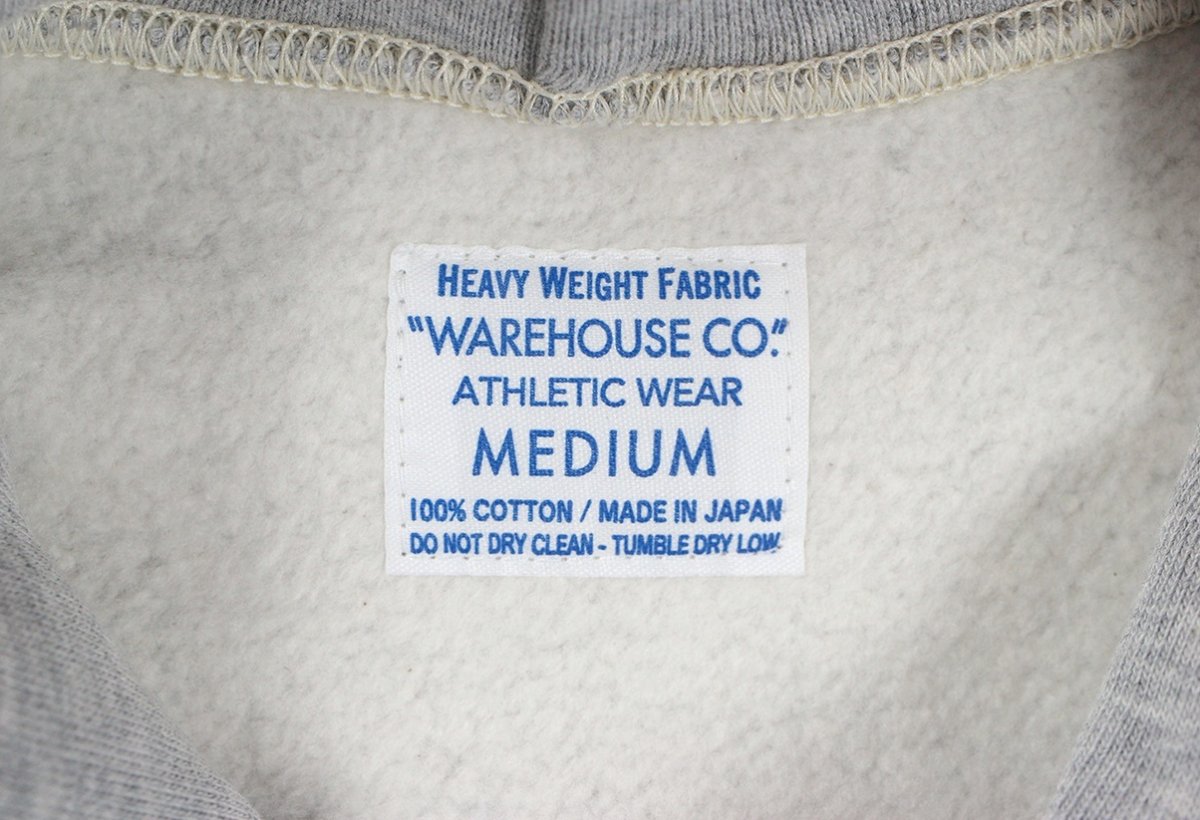 HEAVY WEIGHT FABRIC
"WAREHOUSE CO."
ATHLETIC WEAR
MEDIUM
100% COTTON / MADE IN JAPAN
DO NOT DRY CLEAN - TUMBLE DRY LOW.